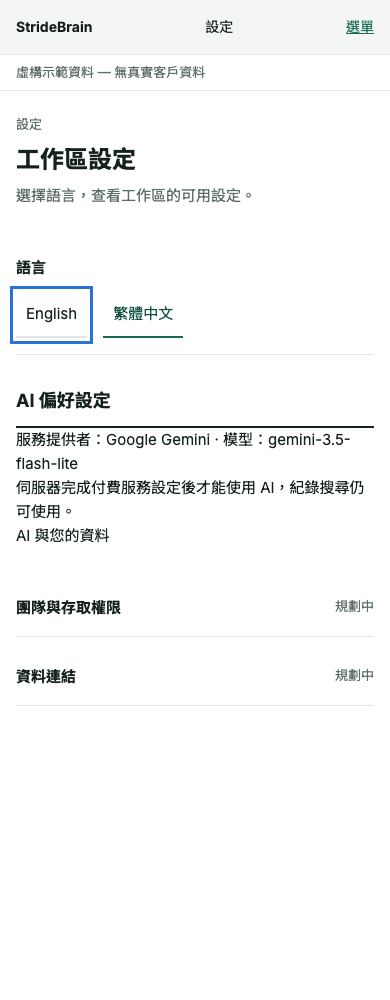 StrideBrain
設定
選單
虛構示範資料 — 無真實客戶資料
設定
工作區設定
選擇語言，查看工作區的可用設定。
語言
English
繁體中文
AI 偏好設定
服務提供者：Google Gemini · 模型：gemini-3.5-
flash-lite
伺服器完成付費服務設定後才能使用 AI，紀錄搜尋仍
可使用。
AI 與您的資料
團隊與存取權限
規劃中
資料連結
規劃中